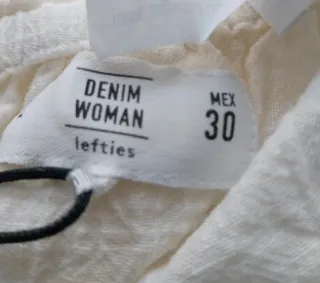 DENIM
WOMAN
lefties
MEX
30